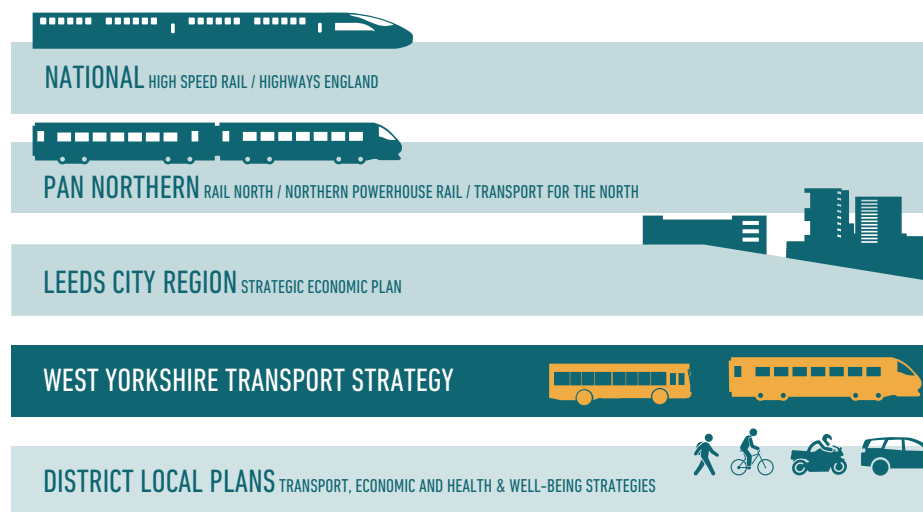 NATIONAL HIGH SPEED RAIL / HIGHWAYS ENGLAND
PAN NORTHERN RAIL NORTH / NORTHERN POWERHOUSE RAIL / TRANSPORT FOR THE NORTH
LEEDS CITY REGION STRATEGIC ECONOMIC PLAN
WEST YORKSHIRE TRANSPORT STRATEGY
DISTRICT LOCAL PLANS TRANSPORT, ECONOMIC AND HEALTH & WELL-BEING STRATEGIES